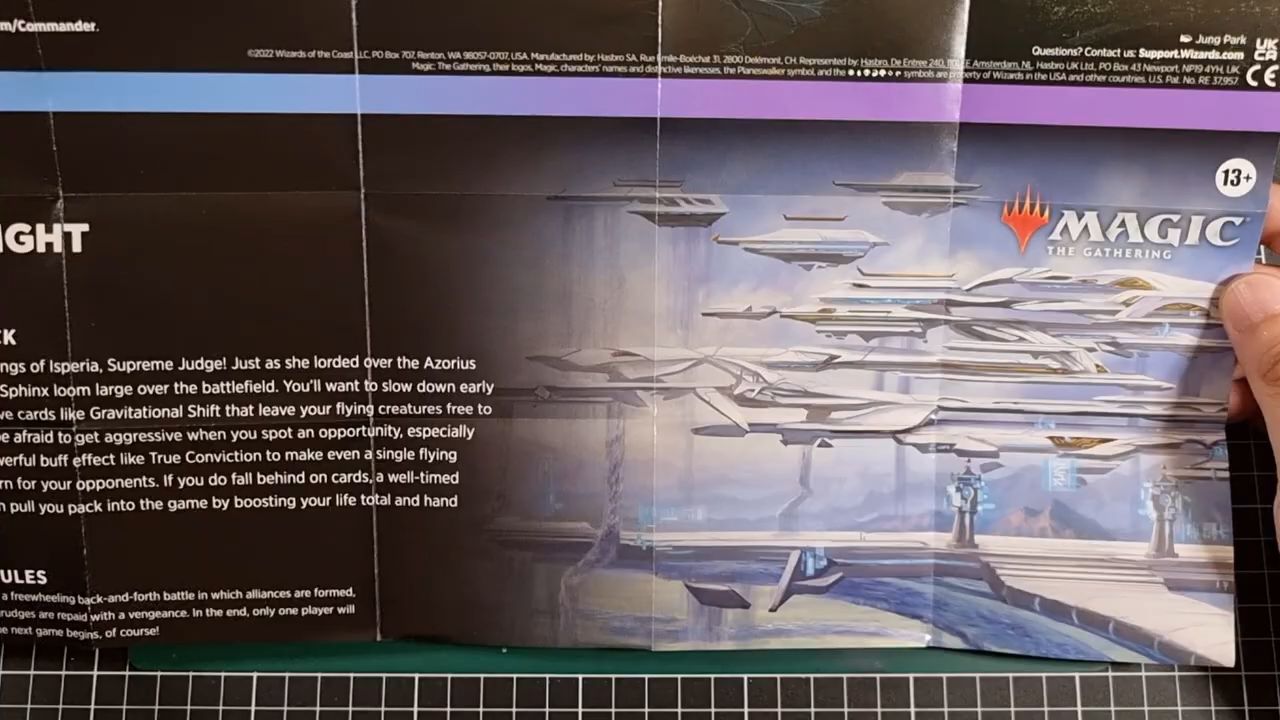 m/Commander.
Jung Park
Questions? Contact us: Support.Wizards.com
UK
CA
©2022 Wizards of the Coast LLC, PO Box 707, Renton, WA 98057-0707, USA. Manufactured by: Hasbro SA, Rue Emile-Boéchat 31, 2800 Delémont, CH. Represented by: Hasbro, De Entree 240, E Amsterdam, NL. Hasbro UK Ltd., PO Box 43 Newport, NP19 4YH, UK.
Magic: The Gathering, their logos, Magic, characters' names and distinctive likenesses, the Planeswalker symbol, and the symbols are property of Wizards in the USA and other countries. U.S. Pat. No. RE 37,957.
CE
13+
MAGIC
THE GATHERING
IGHT
CK
ngs of Isperia, Supreme Judge! Just as she lorded over the Azorius
Sphinx loom large over the battlefield. You'll want to slow down early
ve cards like Gravitational Shift that leave your flying creatures free to
e afraid to get aggressive when you spot an opportunity, especially
verful buff effect like True Conviction to make even a single flying
rn for your opponents. If you do fall behind on cards, a well-timed
n pull you pack into the game by boosting your life total and hand
ULES
a freewheeling back-and-forth battle in which alliances are formed,
rudges are repaid with a vengeance. In the end, only one player will
e next game begins, of course!